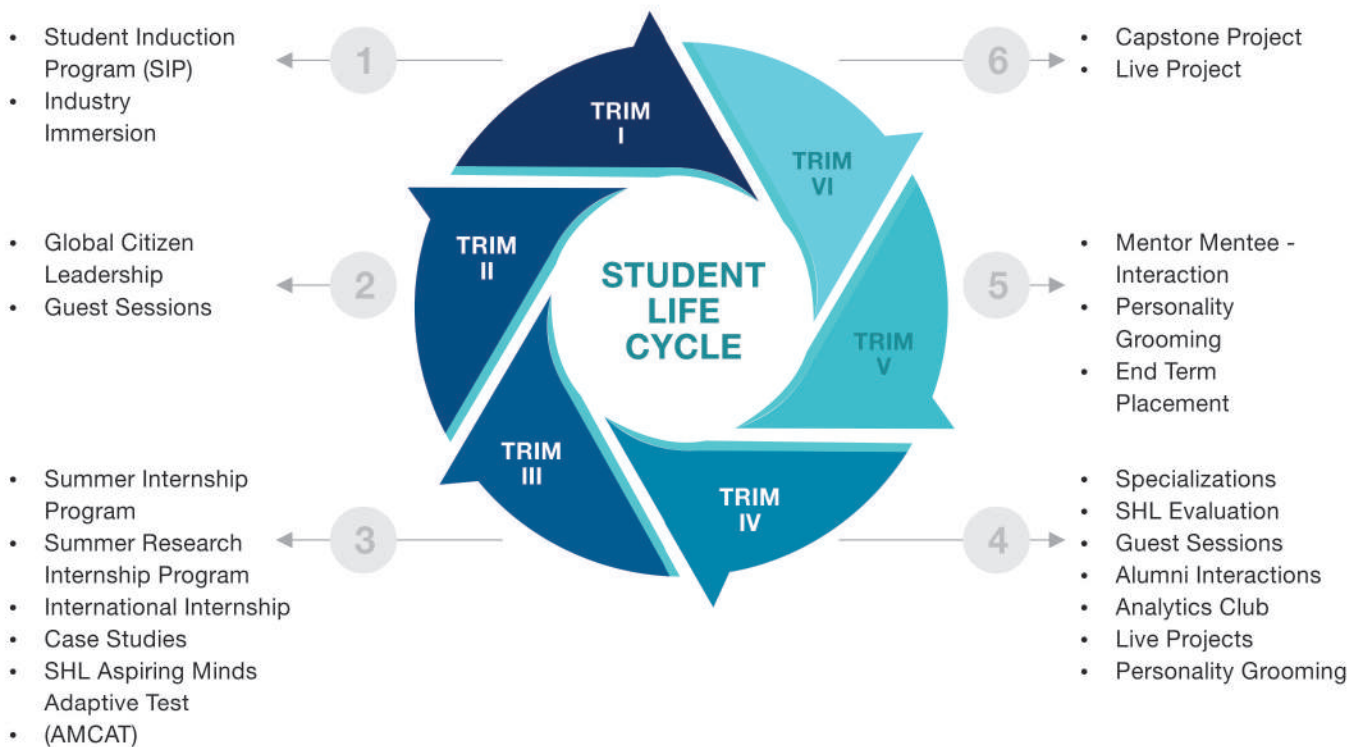 • Student Induction
Program (SIP)
• Industry
Immersion
1
TRIM
I
• Global Citizen
Leadership
• Guest Sessions
2
TRIM
II
• Summer Internship
Program
• Summer Research
Internship Program
• International Internship
• Case Studies
• SHL Aspiring Minds
Adaptive Test
• (AMCAT)
3
TRIM
III
STUDENT
LIFE
CYCLE
TRIM
IV
4
• Specializations
• SHL Evaluation
• Guest Sessions
• Alumni Interactions
• Analytics Club
• Live Projects
• Personality Grooming
TRIM
V
5
• Mentor Mentee -
Interaction
• Personality
Grooming
• End Term
Placement
TRIM
VI
6
• Capstone Project
• Live Project